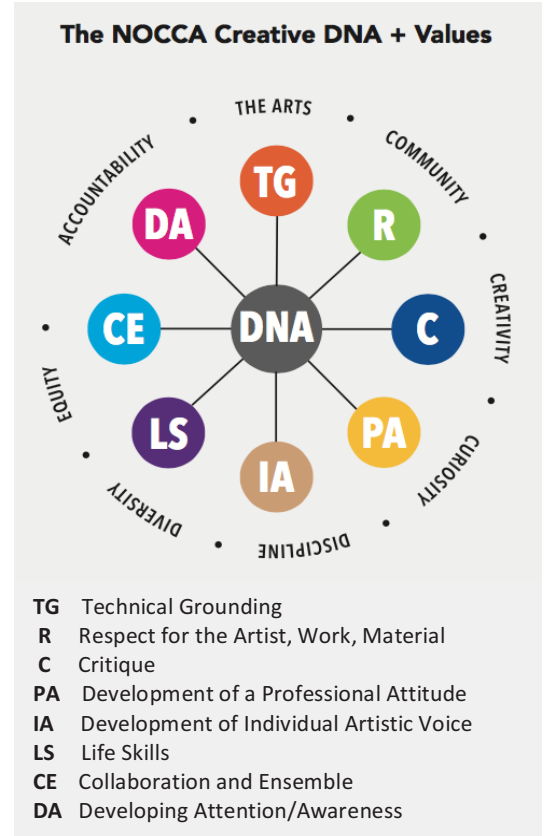 The NOCCA Creative DNA + Values
THE ARTS
COMMUNITY
CREATIVITY
CURIOSITY
DISCIPLINE
DIVERSITY
EQUITY
ACCOUNTABILITY
TG
R
C
PA
IA
LS
CE
DA
DNA
TG Technical Grounding
R Respect for the Artist, Work, Material
C Critique
PA Development of a Professional Attitude
IA Development of Individual Artistic Voice
LS Life Skills
CE Collaboration and Ensemble
DA Developing Attention/Awareness